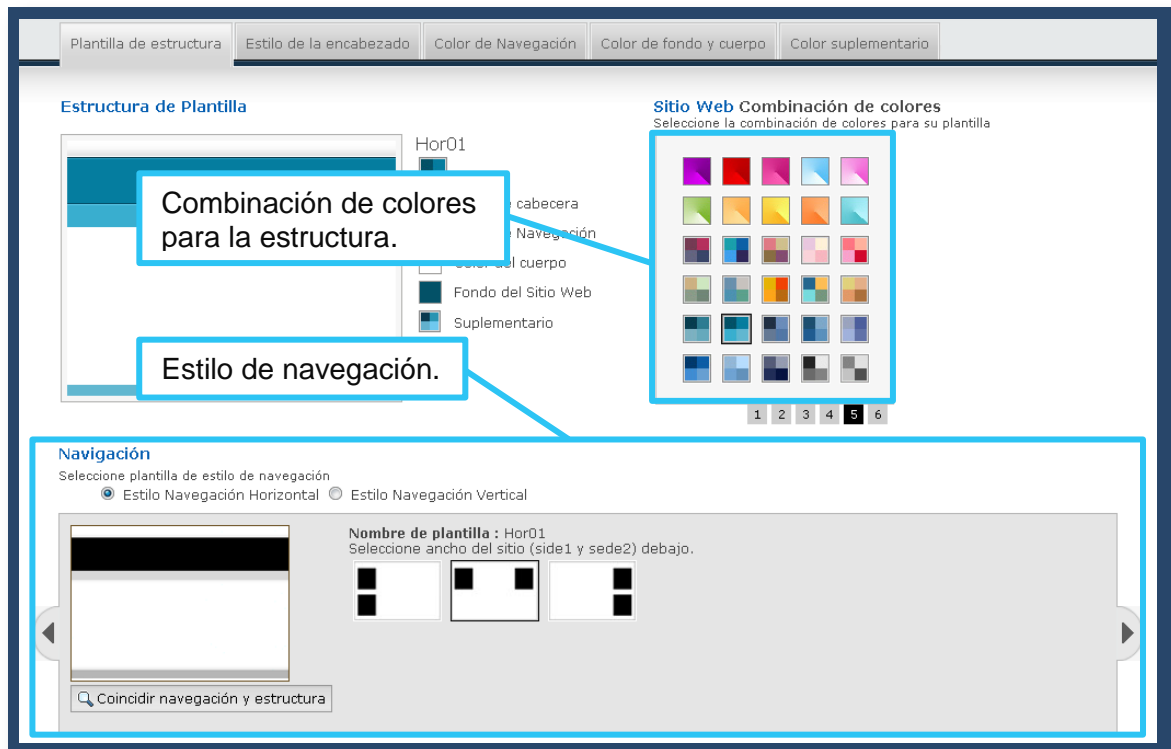 Plantilla de estructura Estilo de la encabezado Color de Navegación Color de fondo y cuerpo Color suplementario
Estructura de Plantilla
Hor01
cabecera
Navegación
Color del cuerpo
Fondo del Sitio Web
Suplementario
Combinación de colores
para la estructura.
Estilo de navegación.
Sitio Web Combinación de colores
Seleccione la combinación de colores para su plantilla
1 2 3 4 5 6
Navigación
Seleccione plantilla de estilo de navegación
Estilo Navegación Horizontal Estilo Navegación Vertical
Nombre de plantilla : Hor01
Seleccione ancho del sitio (side1 y sede2) debajo.
Coincidir navegación y estructura